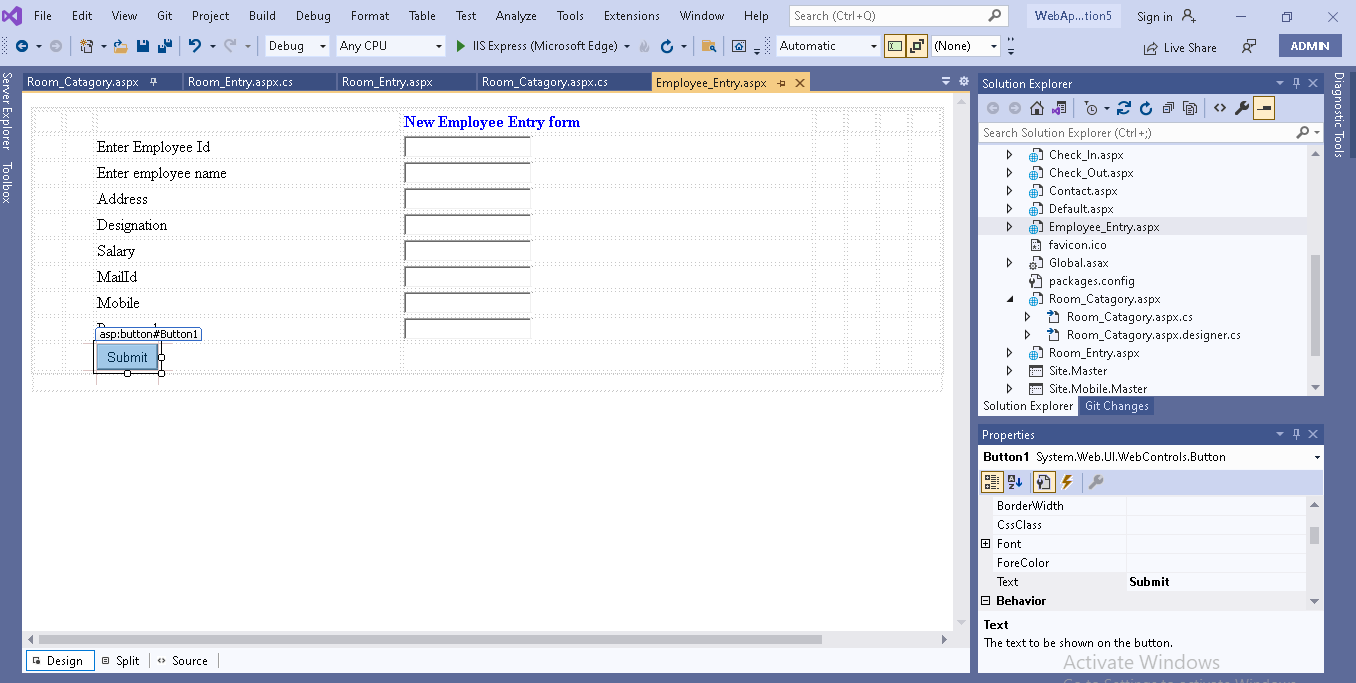 File Edit View Git Project Build Debug Format Table Test Analyze Tools Extensions Window Help Search (Ctrl+Q) WebAp...tion5 Sign in
Debug Any CPU IIS Express (Microsoft Edge) Automatic (None) Live Share ADMIN
Server Explorer
Toolbox
Room_Catagory.aspx Room_Entry.aspx.cs Room_Entry.aspx Room_Catagory.aspx.cs Employee_Entry.aspx
New Employee Entry form
Enter Employee Id
Enter employee name
Address
Designation
Salary
MailId
Mobile
asp:button#Button1
Submit
Design Split Source
Solution Explorer
Search Solution Explorer (Ctrl+;)
Check_In.aspx
Check_Out.aspx
Contact.aspx
Default.aspx
Employee_Entry.aspx
favicon.ico
Global.asax
packages.config
Room_Catagory.aspx
Room_Catagory.aspx.cs
Room_Catagory.aspx.designer.cs
Room_Entry.aspx
Site.Master
Site.Mobile.Master
Solution Explorer Git Changes
Properties
Button1 System.Web.UI.WebControls.Button
BorderWidth
CssClass
Font
ForeColor
Text Submit
Behavior
Text
The text to be shown on the button.
Activate Windows
Go to Settings to activate Windows.
Diagnostic Tools